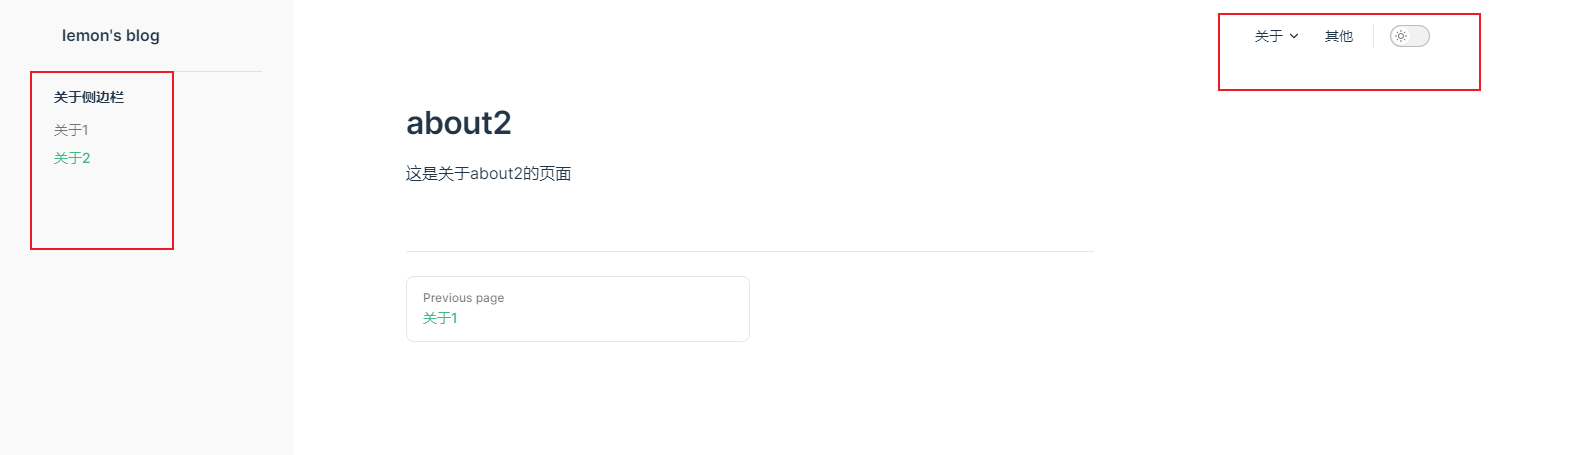 lemon's blog
关于 其他
关于侧边栏
关于1
关于2
about2
这是关于about2的页面
Previous page
关于1